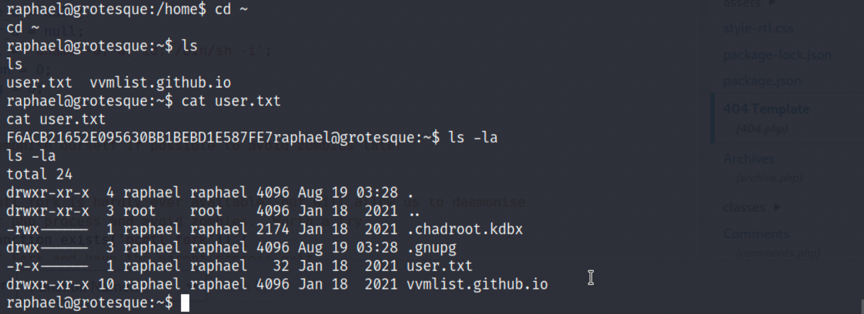 raphael@grotesque:/home$ cd ~
cd ~
raphael@grotesque:~$ ls
ls
user.txt  vvmlist.github.io
raphael@grotesque:~$ cat user.txt
cat user.txt
F6ACB21652E095630BB1BEBD1E587FE7raphael@grotesque:~$ ls -la
ls -la
total 24
drwxr-xr-x  4 raphael raphael 4096 Aug 19 03:28 .
drwxr-xr-x  3 root    root    4096 Jan 18  2021 ..
-rwx------  1 raphael raphael 2174 Jan 18  2021 .chadroot.kdbx
drwx------  3 raphael raphael 4096 Aug 19 03:28 .gnupg
-r-x------  1 raphael raphael   32 Jan 18  2021 user.txt
drwxr-xr-x 10 raphael raphael 4096 Jan 18  2021 vvmlist.github.io
raphael@grotesque:~$
assets
style-rtl.css
package-lock.json
package.json
404 Template
(404.php)
Archives
(archive.php)
classes
Comments
(comments.php)